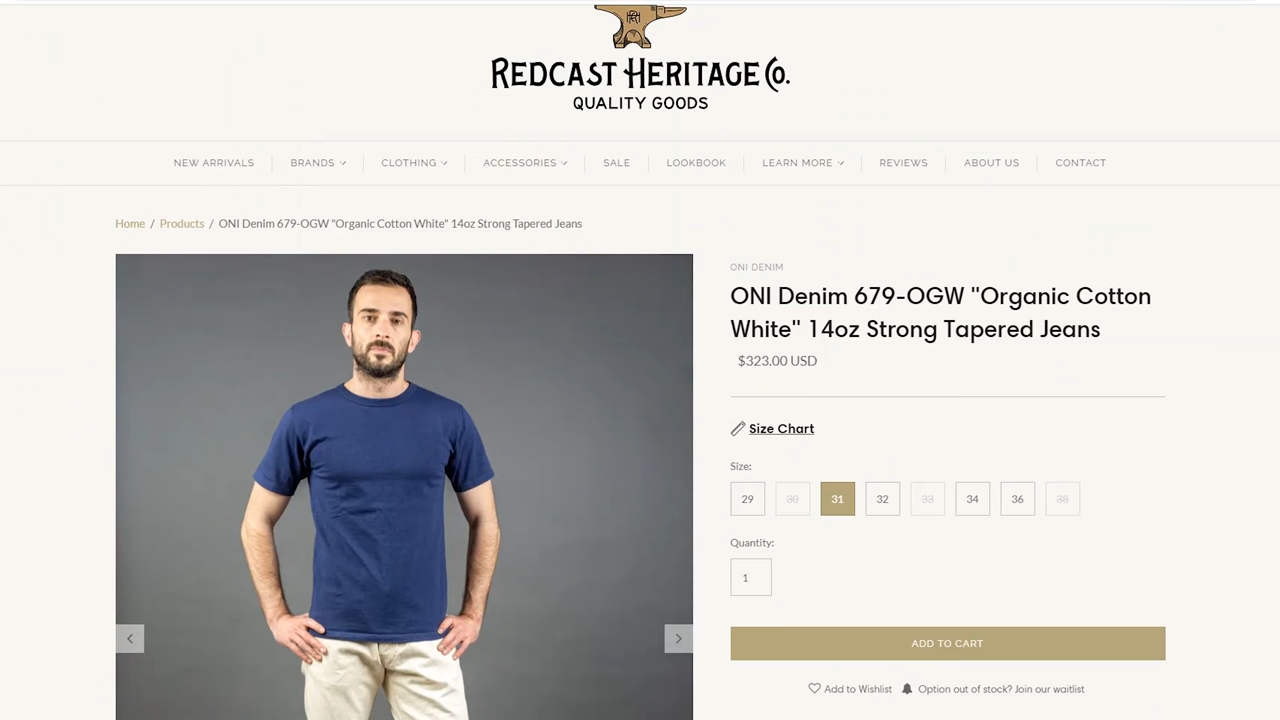 REDCAST HERITAGE Co.
QUALITY GOODS
NEW ARRIVALS BRANDS CLOTHING ACCESSORIES SALE LOOKBOOK LEARN MORE REVIEWS ABOUT US CONTACT
Home / Products / ONI Denim 679-OGW "Organic Cotton White" 14oz Strong Tapered Jeans
ONI DENIM
ONI Denim 679-OGW "Organic Cotton
White" 14oz Strong Tapered Jeans
$323.00 USD
Size Chart
Size:
29 30 31 32 33 34 36 38
Quantity:
1
ADD TO CART
Add to Wishlist Option out of stock? Join our waitlist